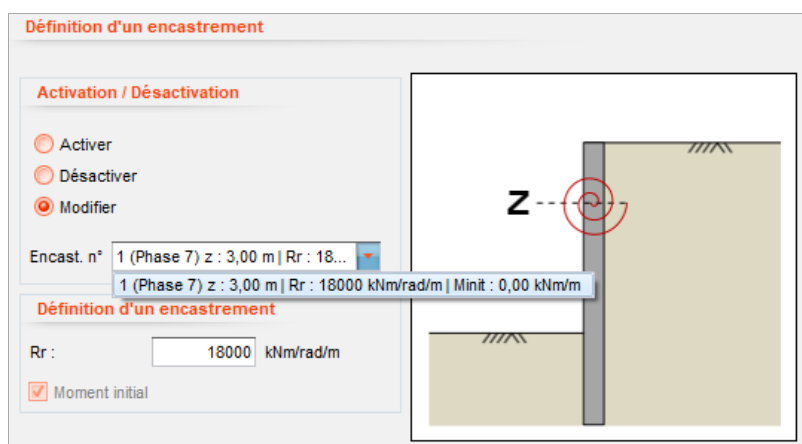 Définition d'un encastrement
Activation / Désactivation
Activer
Désactiver
Modifier
Encast. n° 1 (Phase 7) z : 3,00 m | Rr : 18...
1 (Phase 7) z : 3,00 m | Rr : 18000 kNm/rad/m | Minit : 0,00 kNm/m
Définition d'un encastrement
Rr : 18000 kNm/rad/m
Moment initial
Z